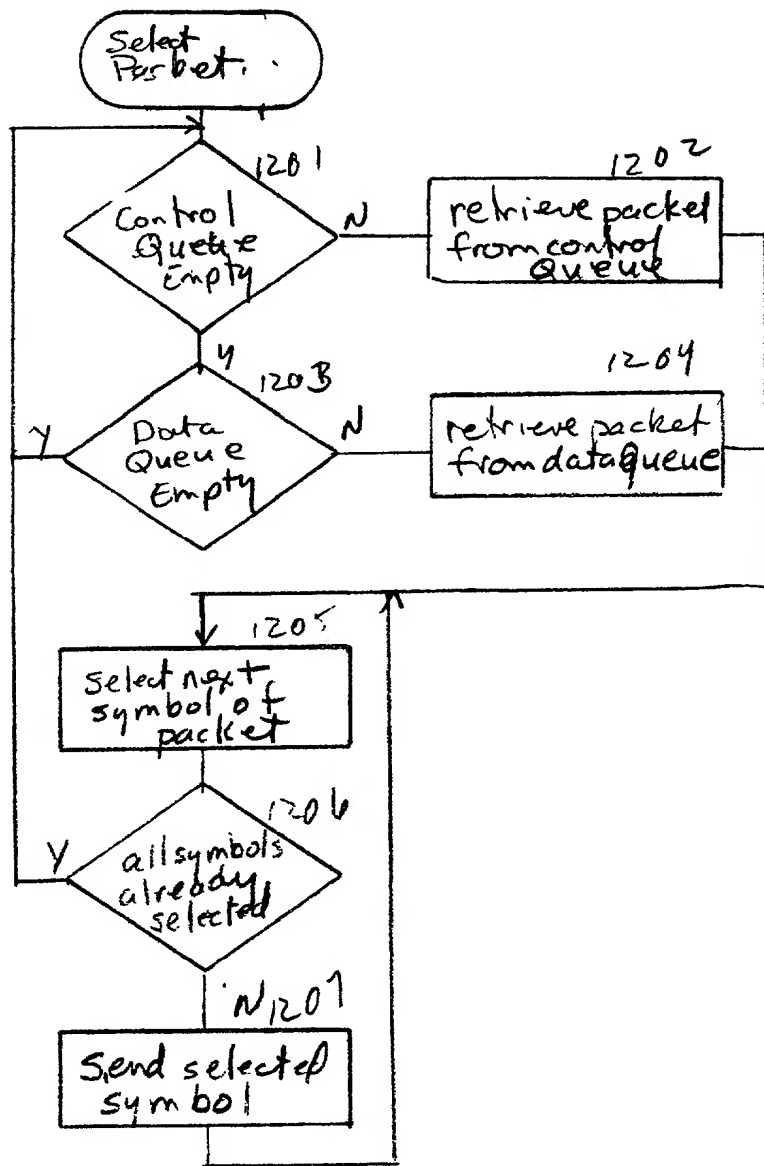 Select
Packet
1201
Control
Queue
Empty
N
1202
retrieve packet
from control
Queue
Y
1203
Data
Queue
Empty
Y
N
1204
retrieve packet
from data Queue
1205
select next
symbol of
packet
1206
all symbols
already
selected
Y
N
1207
Send selected
symbol